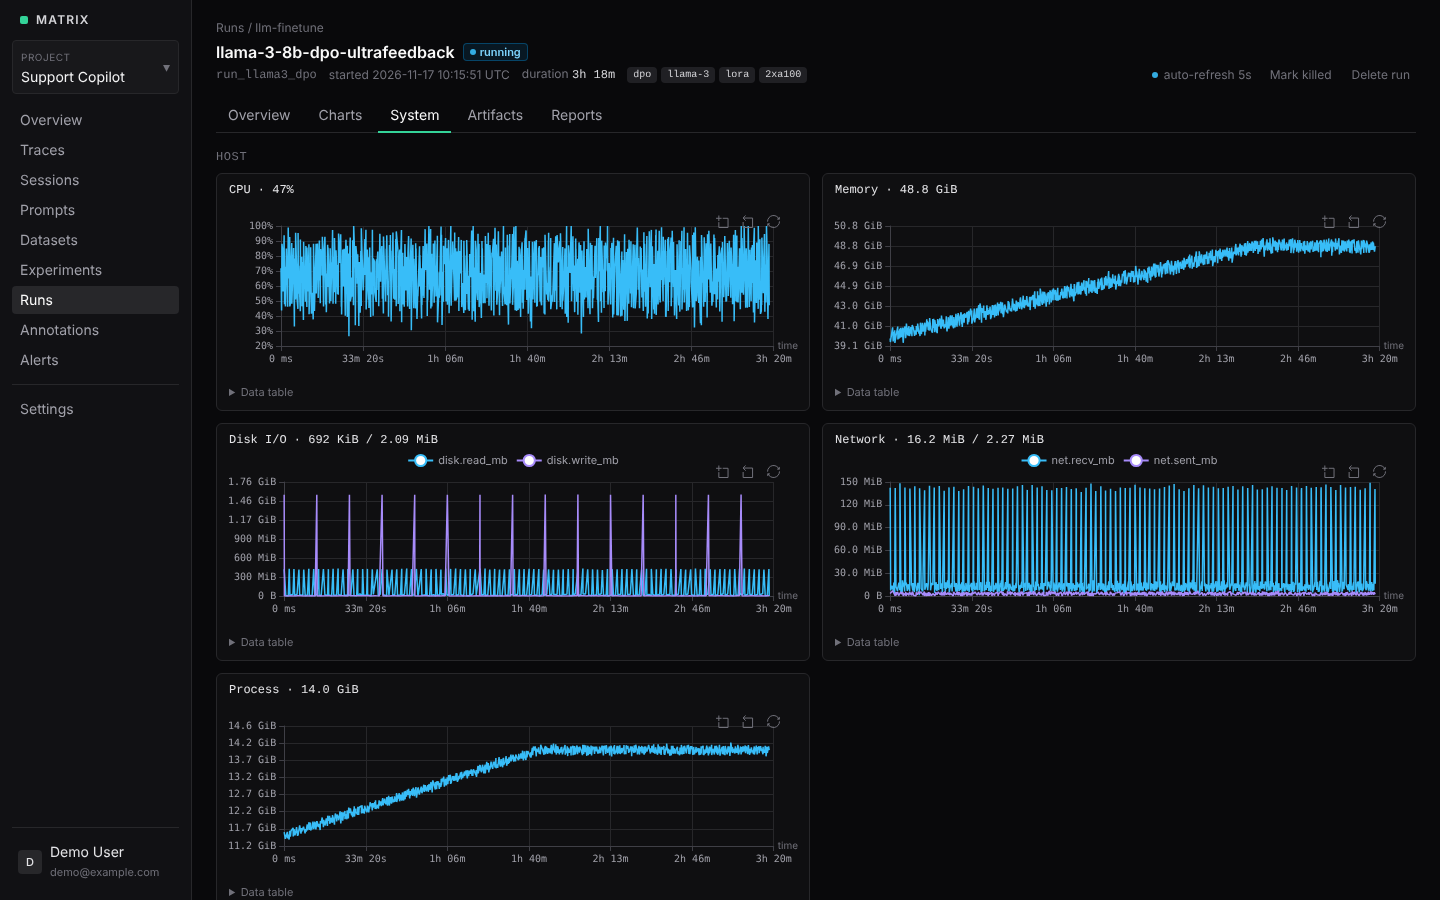 MATRIX
PROJECT
Support Copilot
Overview
Traces
Sessions
Prompts
Datasets
Experiments
Runs
Annotations
Alerts
Settings
D
Demo User
demo@example.com
Runs / llm-finetune
llama-3-8b-dpo-ultrafeedback
running
run_llama3_dpo started 2026-11-17 10:15:51 UTC duration 3h 18m dpo llama-3 lora 2xa100
auto-refresh 5s Mark killed Delete run
Overview Charts System Artifacts Reports
HOST
CPU · 47%
100%
90%
80%
70%
60%
50%
40%
30%
20%
time
0 ms 33m 20s 1h 06m 1h 40m 2h 13m 2h 46m 3h 20m
Data table
Memory · 48.8 GiB
50.8 GiB
48.8 GiB
46.9 GiB
44.9 GiB
43.0 GiB
41.0 GiB
39.1 GiB
time
0 ms 33m 20s 1h 06m 1h 40m 2h 13m 2h 46m 3h 20m
Data table
Disk I/O · 692 KiB / 2.09 MiB
disk.read_mb disk.write_mb
1.76 GiB
1.46 GiB
1.17 GiB
900 MiB
600 MiB
300 MiB
0 B
time
0 ms 33m 20s 1h 06m 1h 40m 2h 13m 2h 46m 3h 20m
Data table
Network · 16.2 MiB / 2.27 MiB
net.recv_mb net.sent_mb
150 MiB
120 MiB
90.0 MiB
60.0 MiB
30.0 MiB
0 B
time
0 ms 33m 20s 1h 06m 1h 40m 2h 13m 2h 46m 3h 20m
Data table
Process · 14.0 GiB
14.6 GiB
14.2 GiB
13.7 GiB
13.2 GiB
12.7 GiB
12.2 GiB
11.7 GiB
11.2 GiB
time
0 ms 33m 20s 1h 06m 1h 40m 2h 13m 2h 46m 3h 20m
Data table